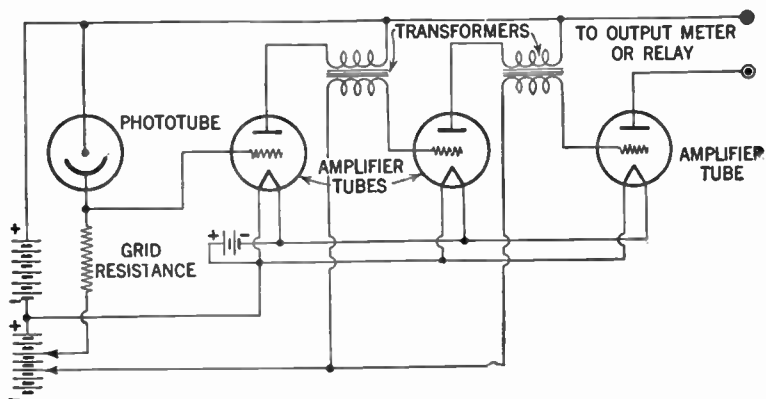 TRANSFORMERS
TO OUTPUT METER
OR RELAY
PHOTOTUBE
AMPLIFIER
TUBES
AMPLIFIER
TUBE
GRID
RESISTANCE
+
+ -
-
+
-